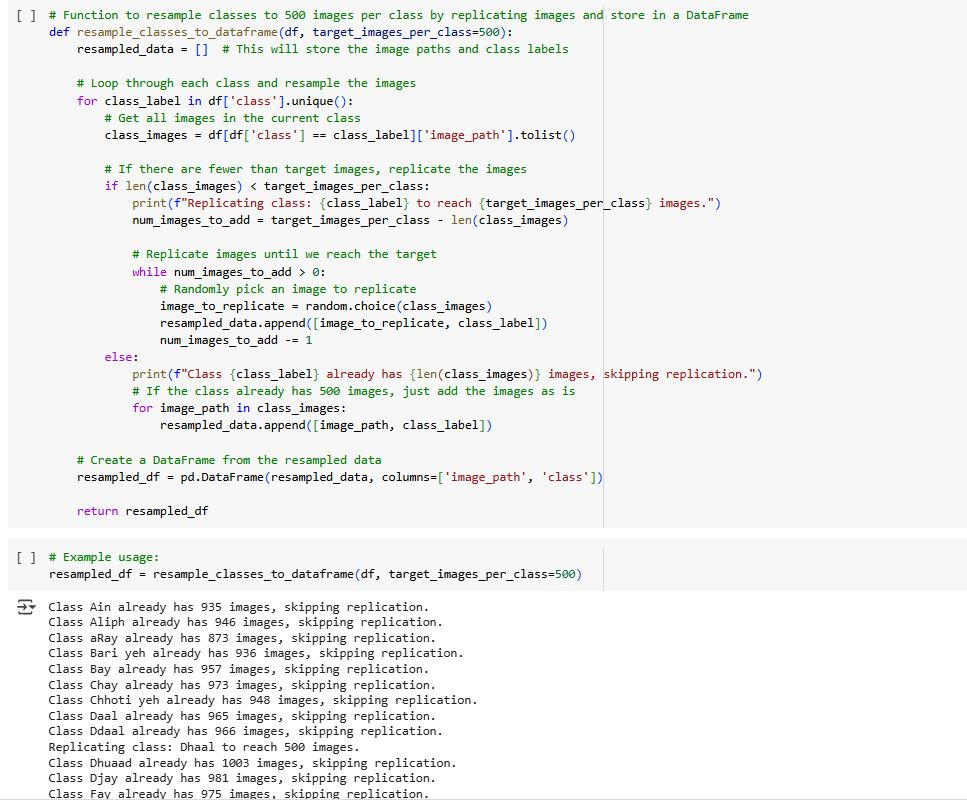 [ ] # Function to resample classes to 500 images per class by replicating images and store in a DataFrame
def resample_classes_to_dataframe(df, target_images_per_class=500):
    resampled_data = []  # This will store the image paths and class labels

    # Loop through each class and resample the images
    for class_label in df['class'].unique():
        # Get all images in the current class
        class_images = df[df['class'] == class_label]['image_path'].tolist()

        # If there are fewer than target images, replicate the images
        if len(class_images) < target_images_per_class:
            print(f"Replicating class: {class_label} to reach {target_images_per_class} images.")
            num_images_to_add = target_images_per_class - len(class_images)

            # Replicate images until we reach the target
            while num_images_to_add > 0:
                # Randomly pick an image to replicate
                image_to_replicate = random.choice(class_images)
                resampled_data.append([image_to_replicate, class_label])
                num_images_to_add -= 1
        else:
            print(f"Class {class_label} already has {len(class_images)} images, skipping replication.")
            # If the class already has 500 images, just add the images as is
            for image_path in class_images:
                resampled_data.append([image_path, class_label])

    # Create a DataFrame from the resampled data
    resampled_df = pd.DataFrame(resampled_data, columns=['image_path', 'class'])

    return resampled_df

[ ] # Example usage:
resampled_df = resample_classes_to_dataframe(df, target_images_per_class=500)

Class Ain already has 935 images, skipping replication.
Class Aliph already has 946 images, skipping replication.
Class aRay already has 873 images, skipping replication.
Class Bari yeh already has 936 images, skipping replication.
Class Bay already has 957 images, skipping replication.
Class Chay already has 973 images, skipping replication.
Class Chhoti yeh already has 948 images, skipping replication.
Class Daal already has 965 images, skipping replication.
Class Ddaal already has 966 images, skipping replication.
Replicating class: Dhaal to reach 500 images.
Class Dhuaad already has 1003 images, skipping replication.
Class Djay already has 981 images, skipping replication.
Class Fay already has 975 images, skipping replication.